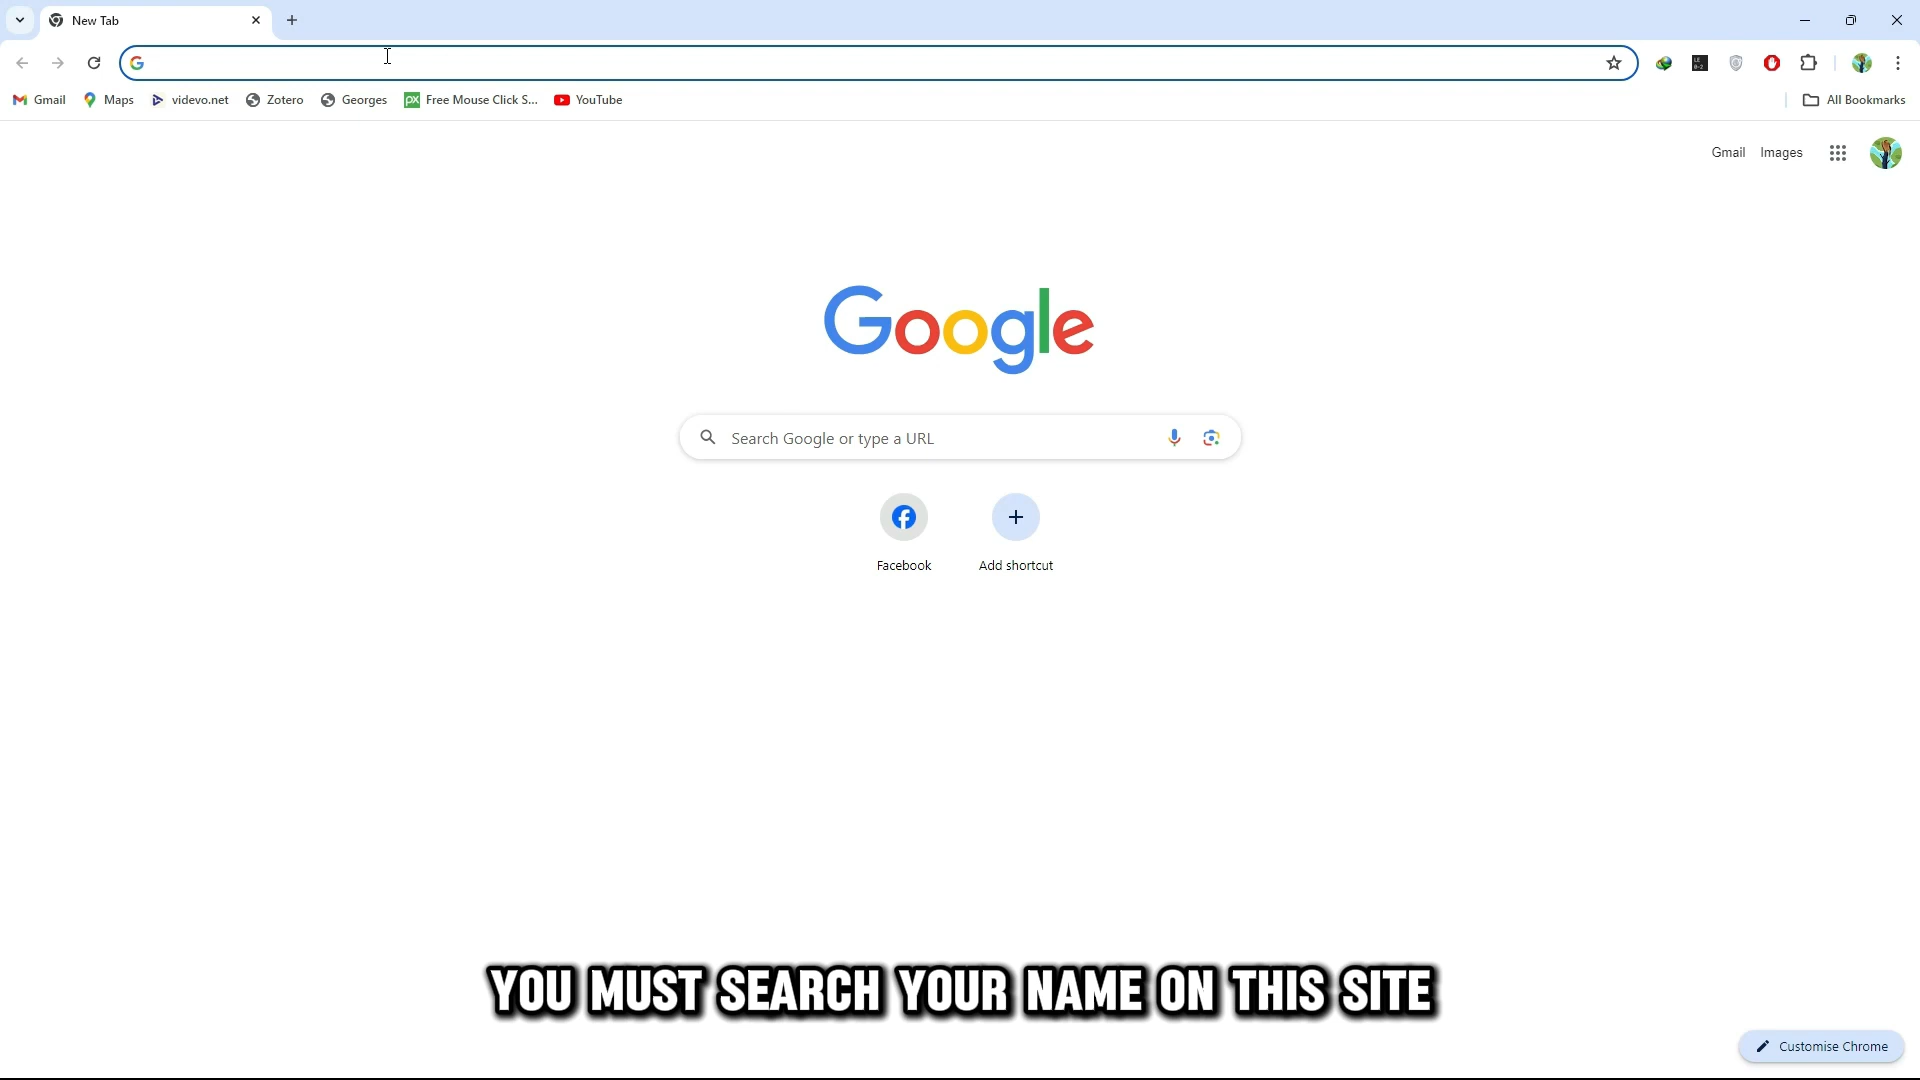 New Tab
Gmail
Maps
videvo.net
Zotero
Georges
Free Mouse Click S...
YouTube
All Bookmarks
Gmail
Images
Google
Search Google or type a URL
Facebook
Add shortcut
YOU MUST SEARCH YOUR NAME ON THIS SITE
Customise Chrome